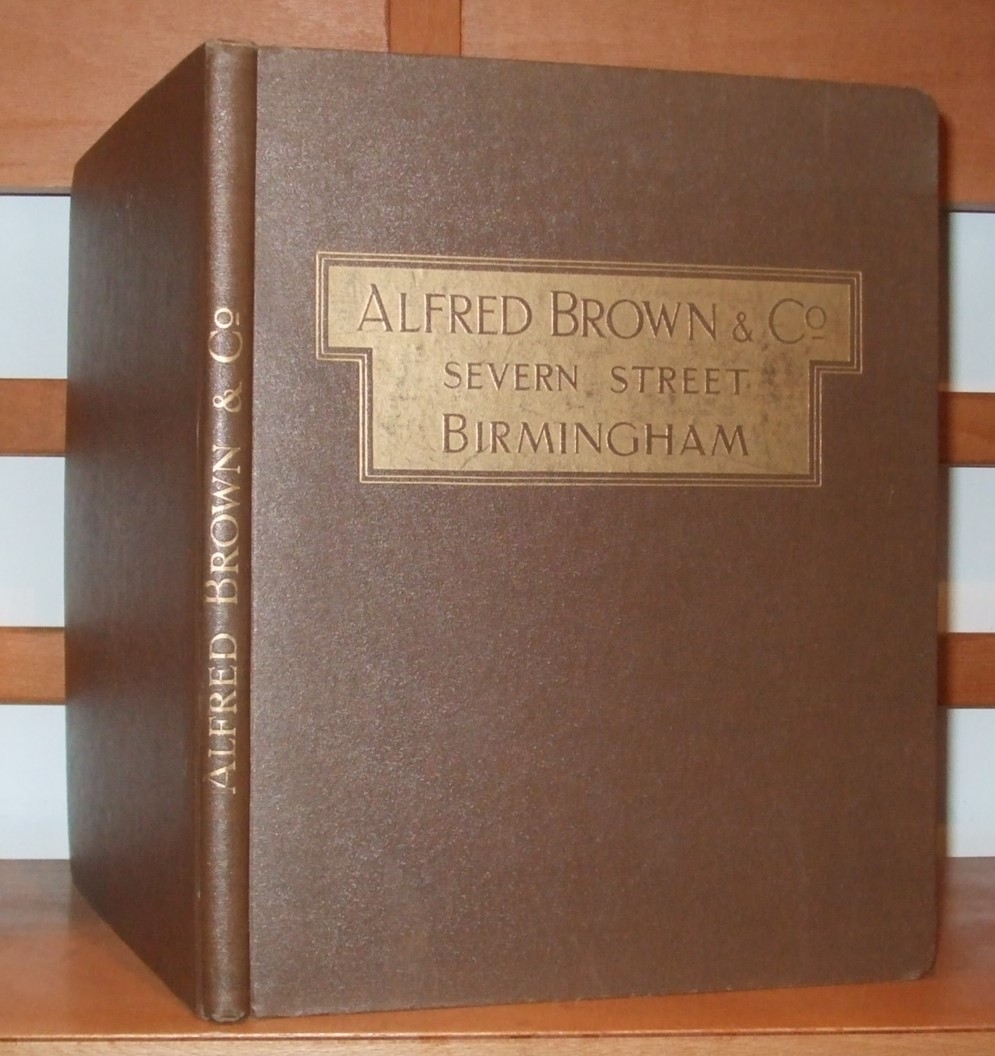 ALFRED BROWN & Co
ALFRED BROWN & Co
SEVERN STREET
BIRMINGHAM